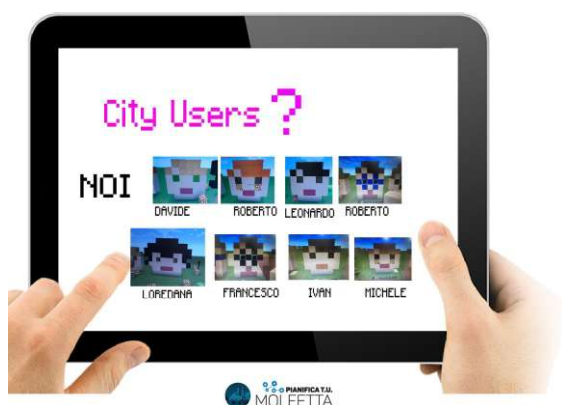 City Users ?
NOI
DAVIDE ROBERTO LEONARDO ROBERTO
LOREDANA FRANCESCO IVAN MICHELE
PIANIFICA T.U.
MOLFETTA